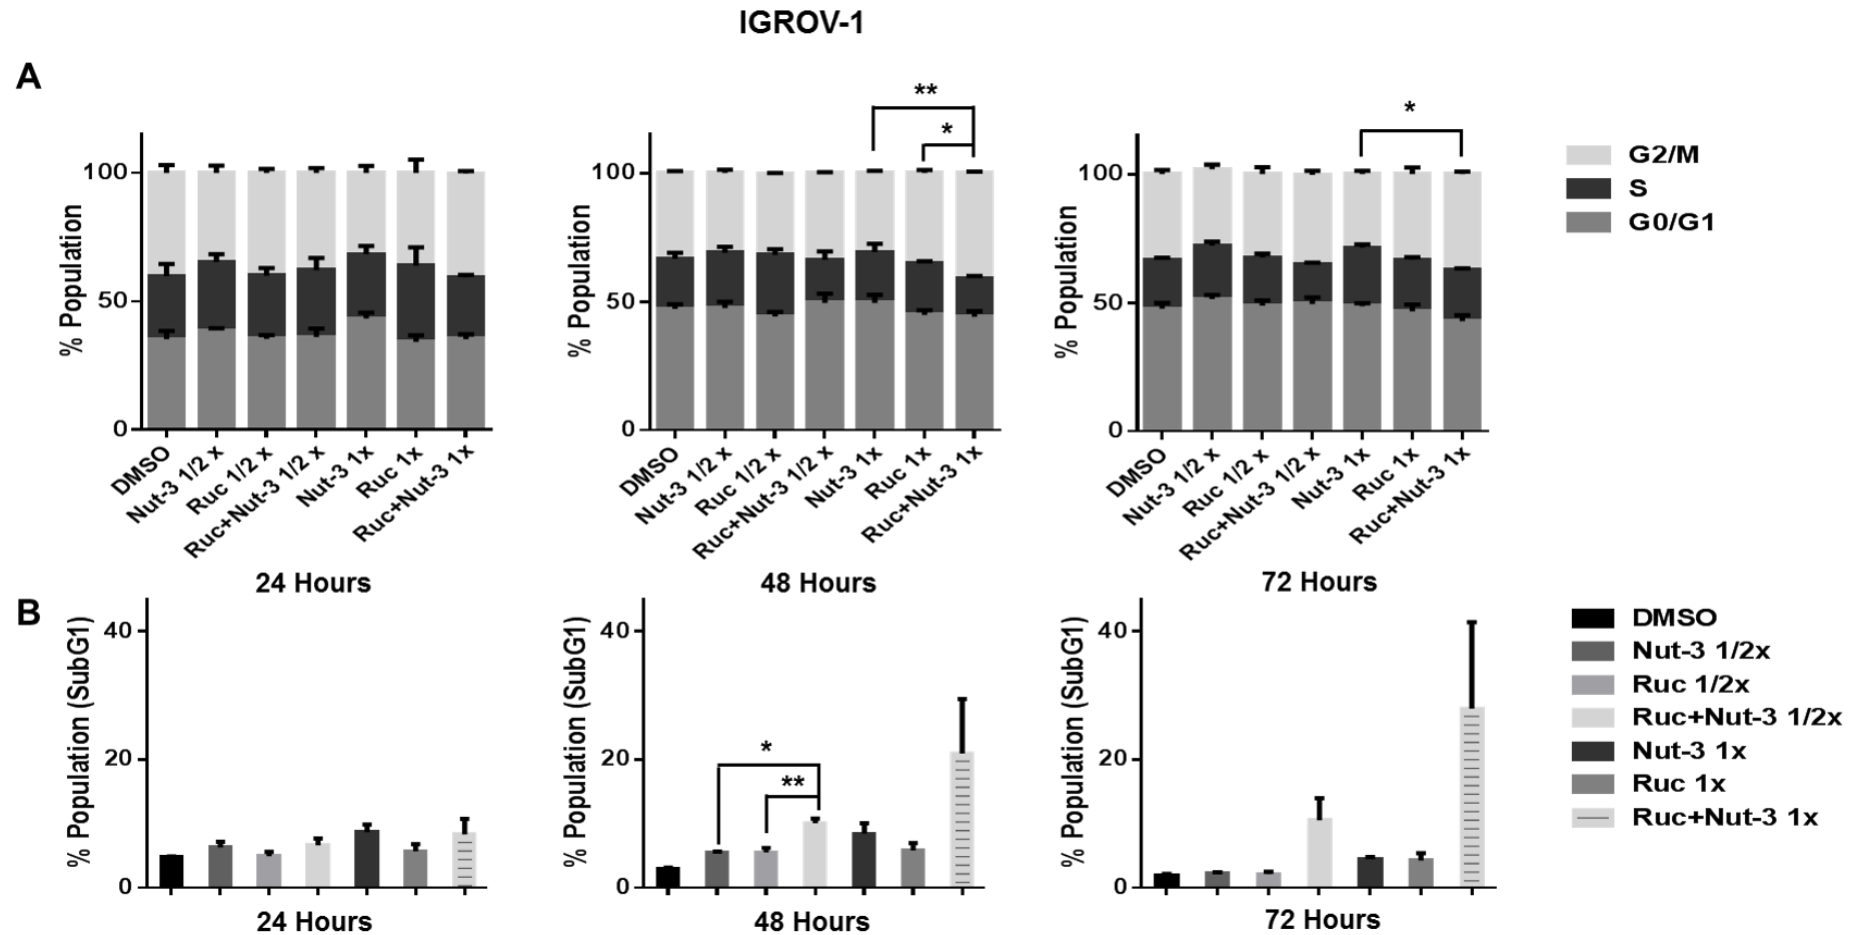 IGROV-1
A
% Population
100
50
0
DMSO
Nut-3 1/2 x
Ruc 1/2 x
Ruc+Nut-3 1/2 x
Nut-3 1x
Ruc 1x
Ruc+Nut-3 1x
24 Hours
% Population
100
50
0
**
*
DMSO
Nut-3 1/2 x
Ruc 1/2 x
Ruc+Nut-3 1/2 x
Nut-3 1x
Ruc 1x
Ruc+Nut-3 1x
48 Hours
% Population
100
50
0
*
DMSO
Nut-3 1/2 x
Ruc 1/2 x
Ruc+Nut-3 1/2 x
Nut-3 1x
Ruc 1x
Ruc+Nut-3 1x
72 Hours
G2/M
S
G0/G1
B
% Population (SubG1)
40
20
0
24 Hours
% Population (SubG1)
40
20
0
*
**
48 Hours
% Population (SubG1)
40
20
0
72 Hours
DMSO
Nut-3 1/2x
Ruc 1/2x
Ruc+Nut-3 1/2x
Nut-3 1x
Ruc 1x
Ruc+Nut-3 1x